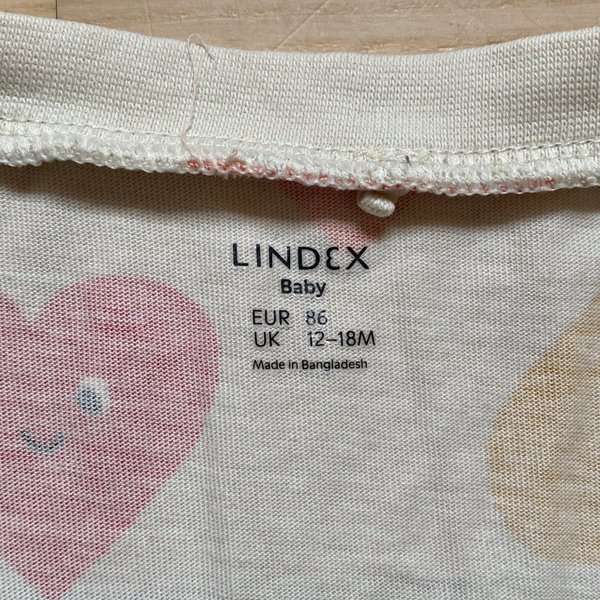 LINDEX
Baby
EUR 86
UK 12–18M
Made in Bangladesh